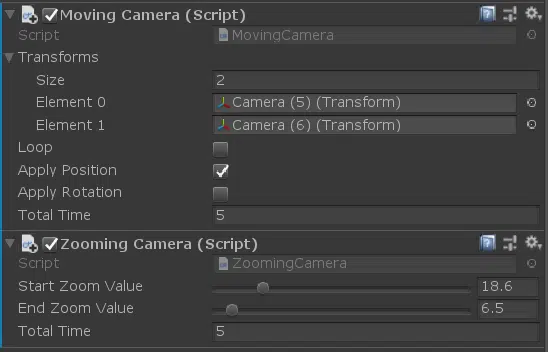 Moving Camera (Script)
Script MovingCamera
Transforms
Size 2
Element 0 Camera (5) (Transform)
Element 1 Camera (6) (Transform)
Loop
Apply Position
Apply Rotation
Total Time 5
Zooming Camera (Script)
Script ZoomingCamera
Start Zoom Value 18.6
End Zoom Value 6.5
Total Time 5